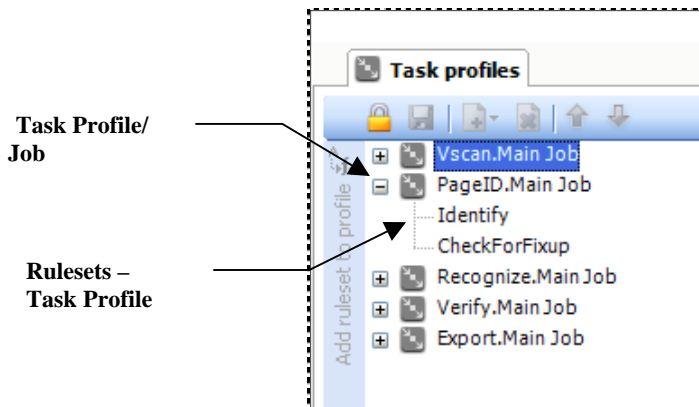 Task profiles
Task Profile/
Job
Vscan.Main Job
PageID.Main Job
Identify
CheckForFixup
Rulesets –
Task Profile
Recognize.Main Job
Verify.Main Job
Export.Main Job
Add ruleset to profile